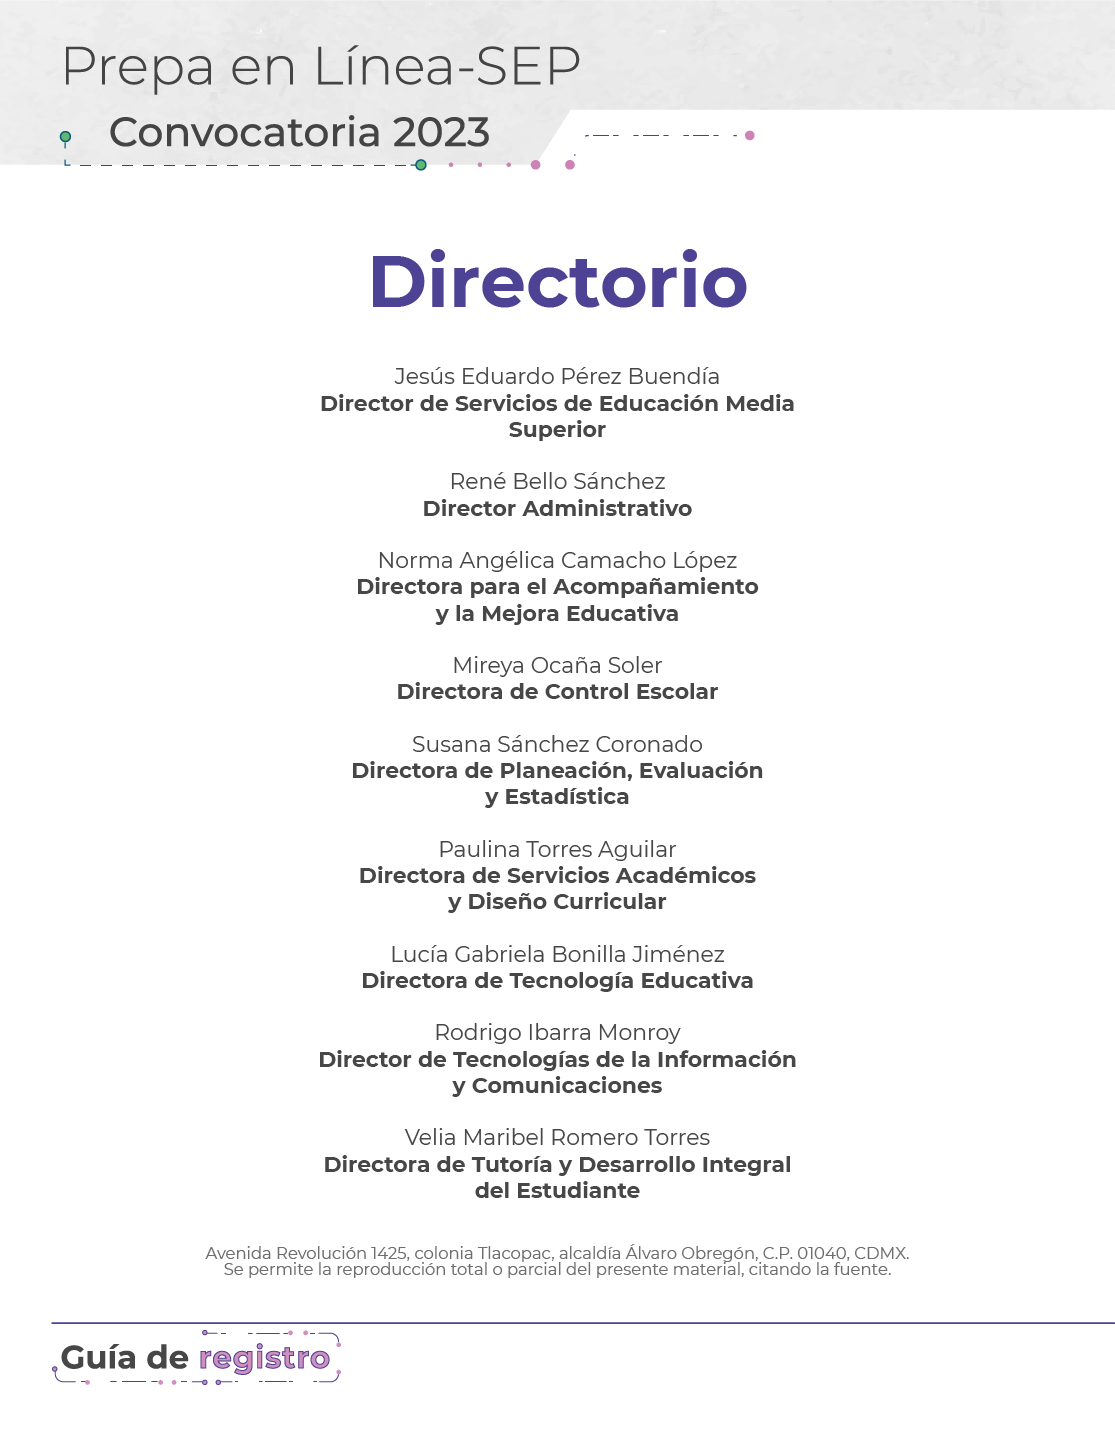 Prepa en Línea-SEP
Convocatoria 2023
Directorio
Jesús Eduardo Pérez Buendía
Director de Servicios de Educación Media
Superior
René Bello Sánchez
Director Administrativo
Norma Angélica Camacho López
Directora para el Acompañamiento
y la Mejora Educativa
Mireya Ocaña Soler
Directora de Control Escolar
Susana Sánchez Coronado
Directora de Planeación, Evaluación
y Estadística
Paulina Torres Aguilar
Directora de Servicios Académicos
y Diseño Curricular
Lucía Gabriela Bonilla Jiménez
Directora de Tecnología Educativa
Rodrigo Ibarra Monroy
Director de Tecnologías de la Información
y Comunicaciones
Velia Maribel Romero Torres
Directora de Tutoría y Desarrollo Integral
del Estudiante
Avenida Revolución 1425, colonia Tlacopac, alcaldía Álvaro Obregón, C.P. 01040, CDMX.
Se permite la reproducción total o parcial del presente material, citando la fuente.
Guía de registro